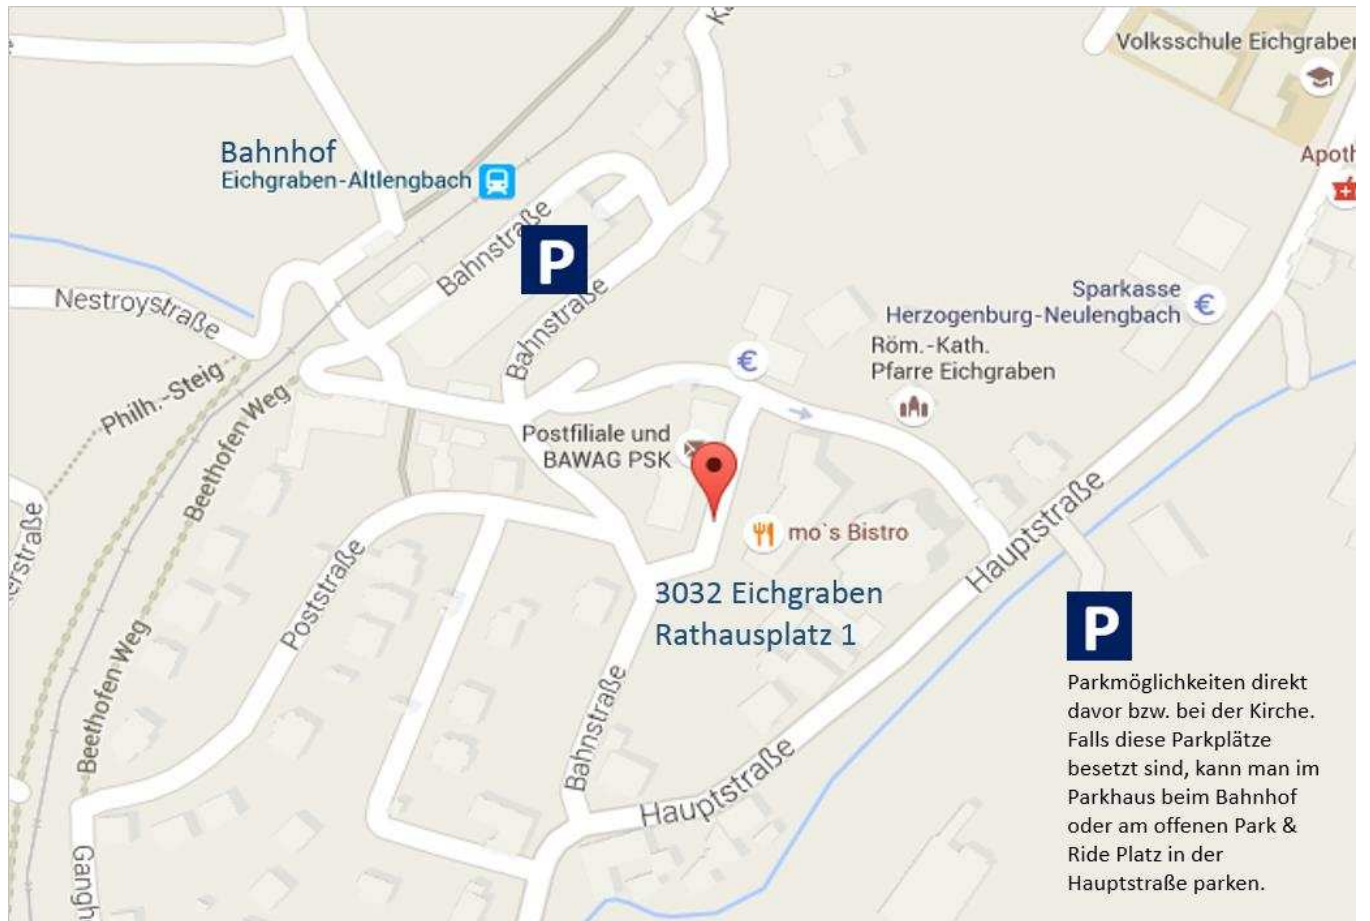 Volksschule Eichgraben
Bahnhof
Eichgraben-Altlengbach
Bahnstraße
P
Nestroystraße
Bahnstraße
Sparkasse
€
Herzogenburg-Neulengbach
Röm.-Kath.
Pfarre Eichgraben
€
Philh.-Steig
Beethofen Weg
Postfiliale und
BAWAG PSK
Hauptstraße
mo`s Bistro
Poststraße
3032 Eichgraben
Rathausplatz 1
P
Beethofen Weg
Bahnstraße
Hauptstraße
Parkmöglichkeiten direkt
davor bzw. bei der Kirche.
Falls diese Parkplätze
besetzt sind, kann man im
Parkhaus beim Bahnhof
oder am offenen Park &
Ride Platz in der
Hauptstraße parken.